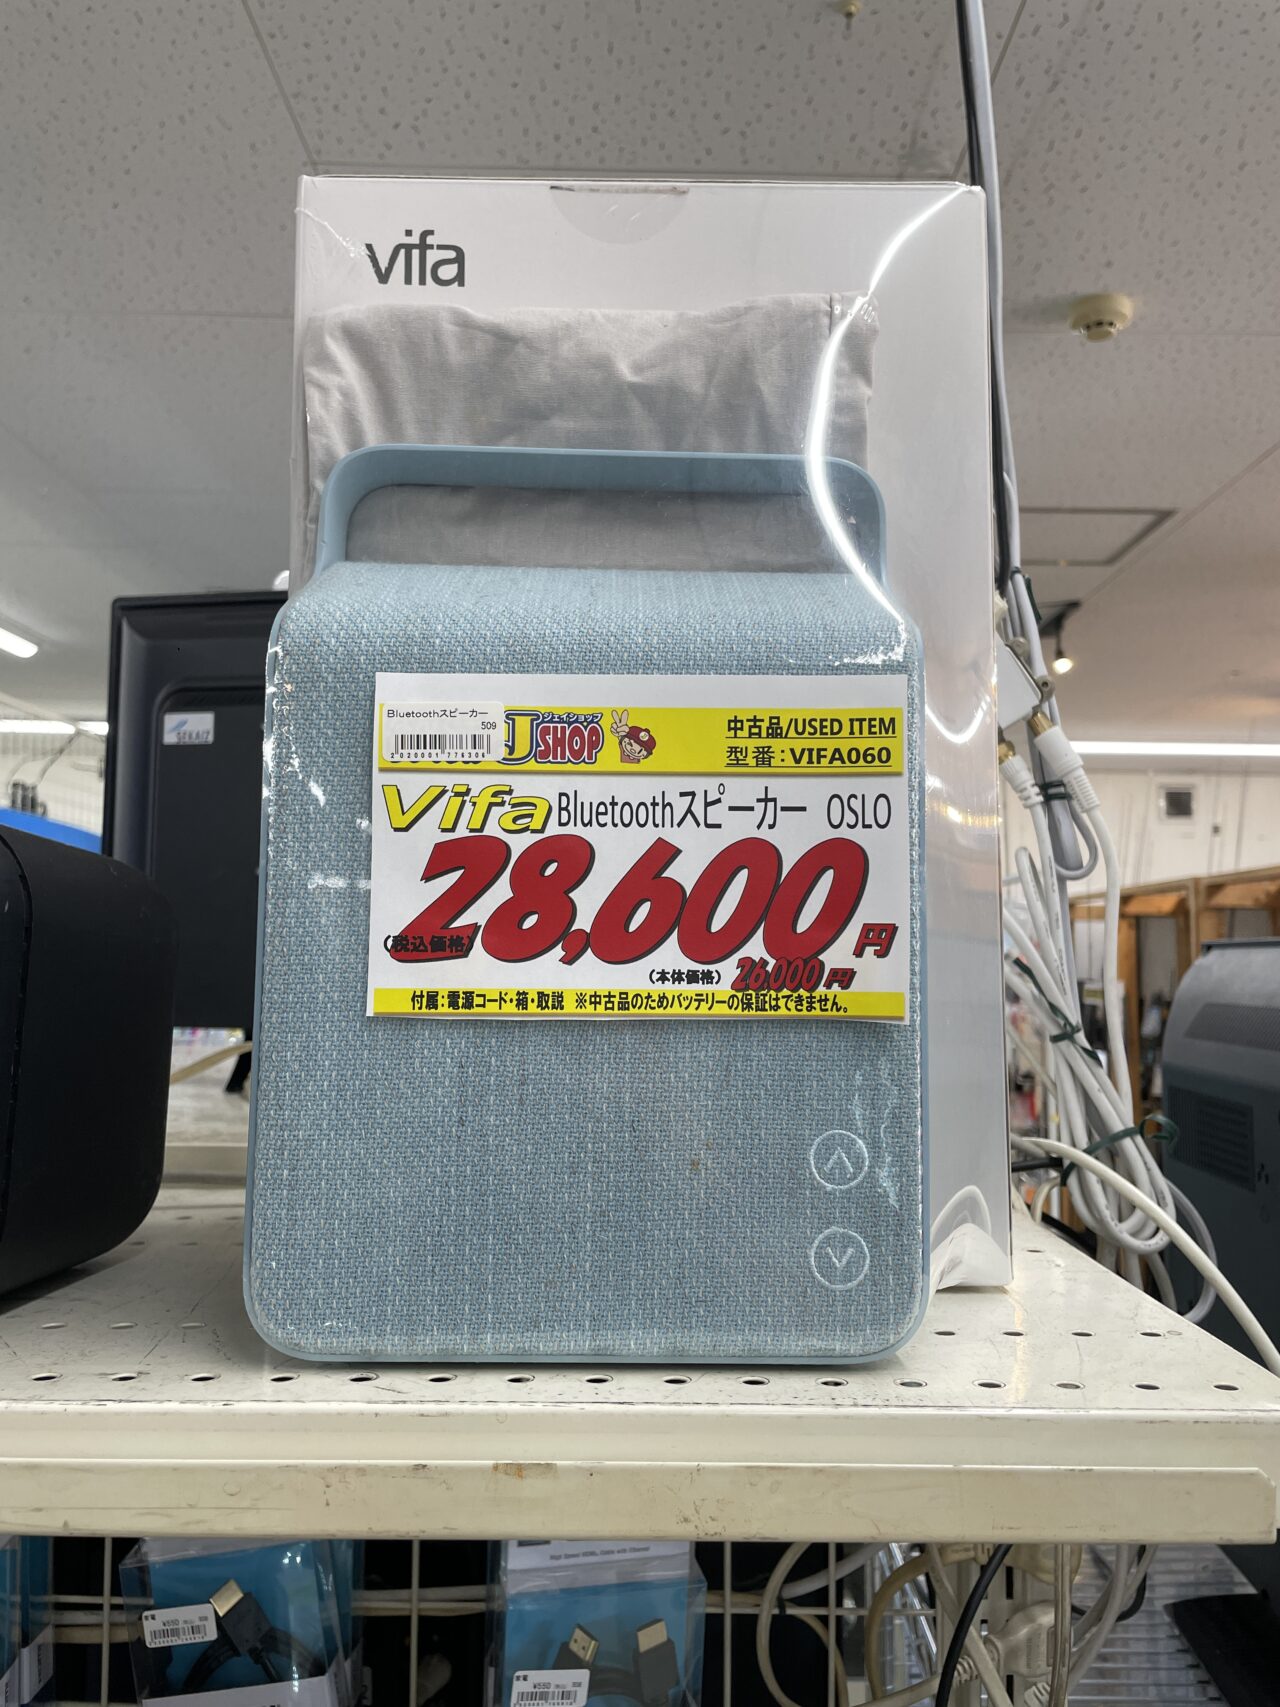 vifa
SEKAI2
Bluetoothスピーカー
509
2020001776306
ジェイショップ
J SHOP
中古品/USED ITEM
型番:VIFA060
Vifa Bluetoothスピーカー OSLO
28,600円
(税込価格)
(本体価格) 26,000円
付属:電源コード・箱・取説 ※中古品のためバッテリーの保証はできません。
¥550
¥550